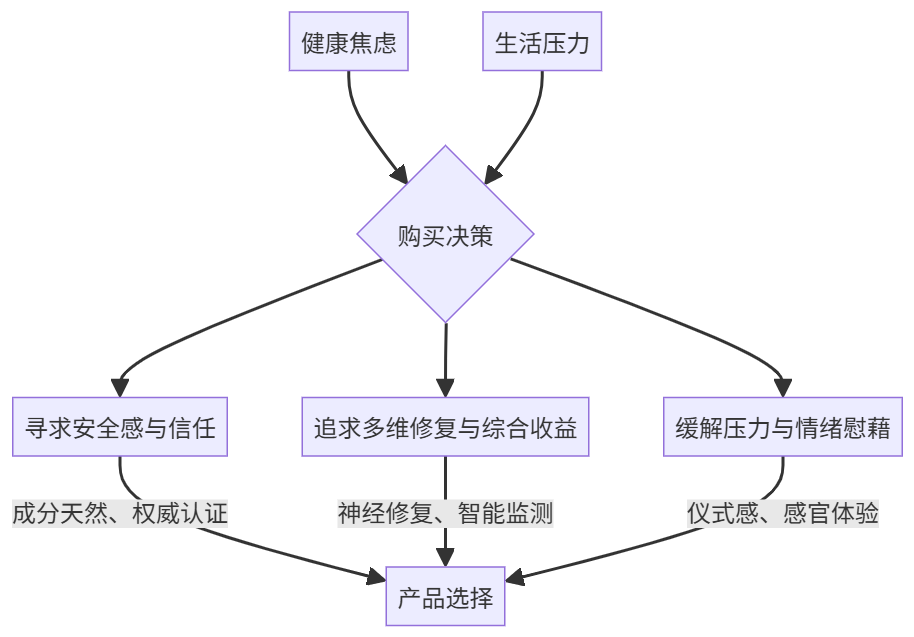 健康焦虑
生活压力
购买决策
寻求安全感与信任
追求多维修复与综合收益
缓解压力与情绪慰藉
成分天然、权威认证
神经修复、智能监测
仪式感、感官体验
产品选择